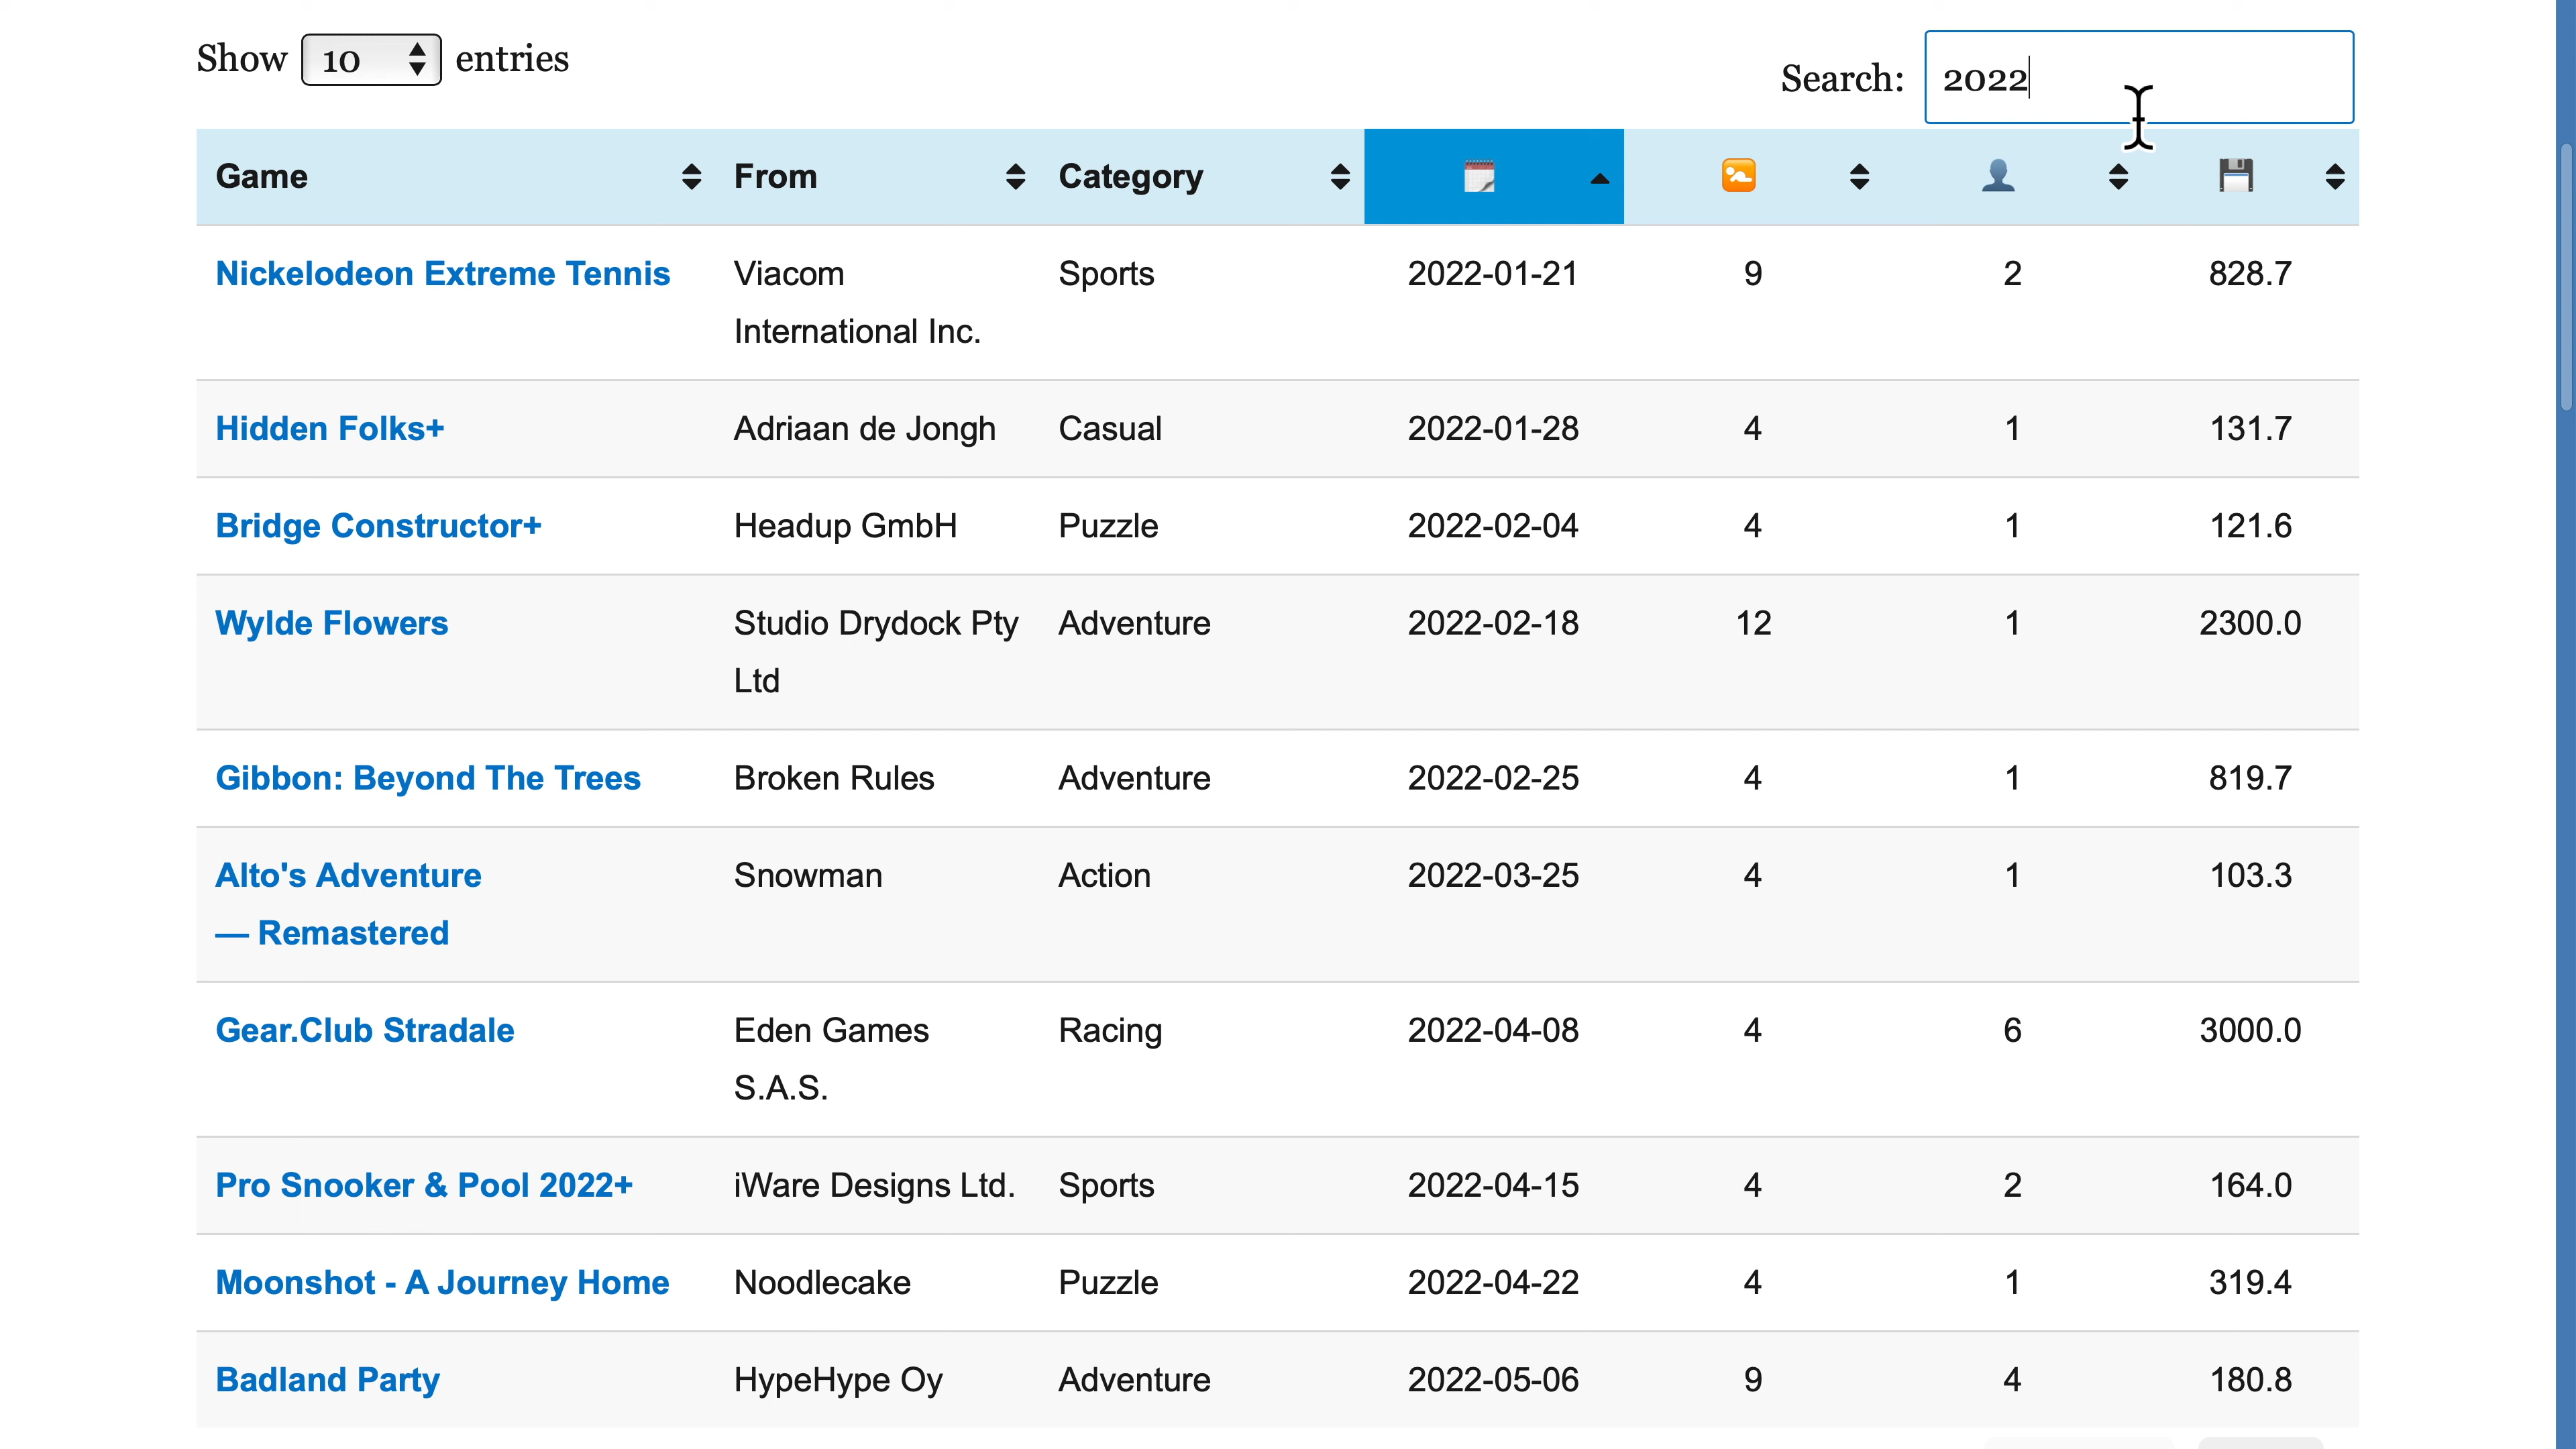 Show 10 entries
Search: 2022
Game From Category
Nickelodeon Extreme Tennis Viacom Sports 2022-01-21 9 2 828.7
International Inc.
Hidden Folks+ Adriaan de Jongh Casual 2022-01-28 4 1 131.7
Bridge Constructor+ Headup GmbH Puzzle 2022-02-04 4 1 121.6
Wylde Flowers Studio Drydock Pty Adventure 2022-02-18 12 1 2300.0
Ltd
Gibbon: Beyond The Trees Broken Rules Adventure 2022-02-25 4 1 819.7
Alto's Adventure Snowman Action 2022-03-25 4 1 103.3
— Remastered
Gear.Club Stradale Eden Games Racing 2022-04-08 4 6 3000.0
S.A.S.
Pro Snooker & Pool 2022+ iWare Designs Ltd. Sports 2022-04-15 4 2 164.0
Moonshot - A Journey Home Noodlecake Puzzle 2022-04-22 4 1 319.4
Badland Party HypeHype Oy Adventure 2022-05-06 9 4 180.8